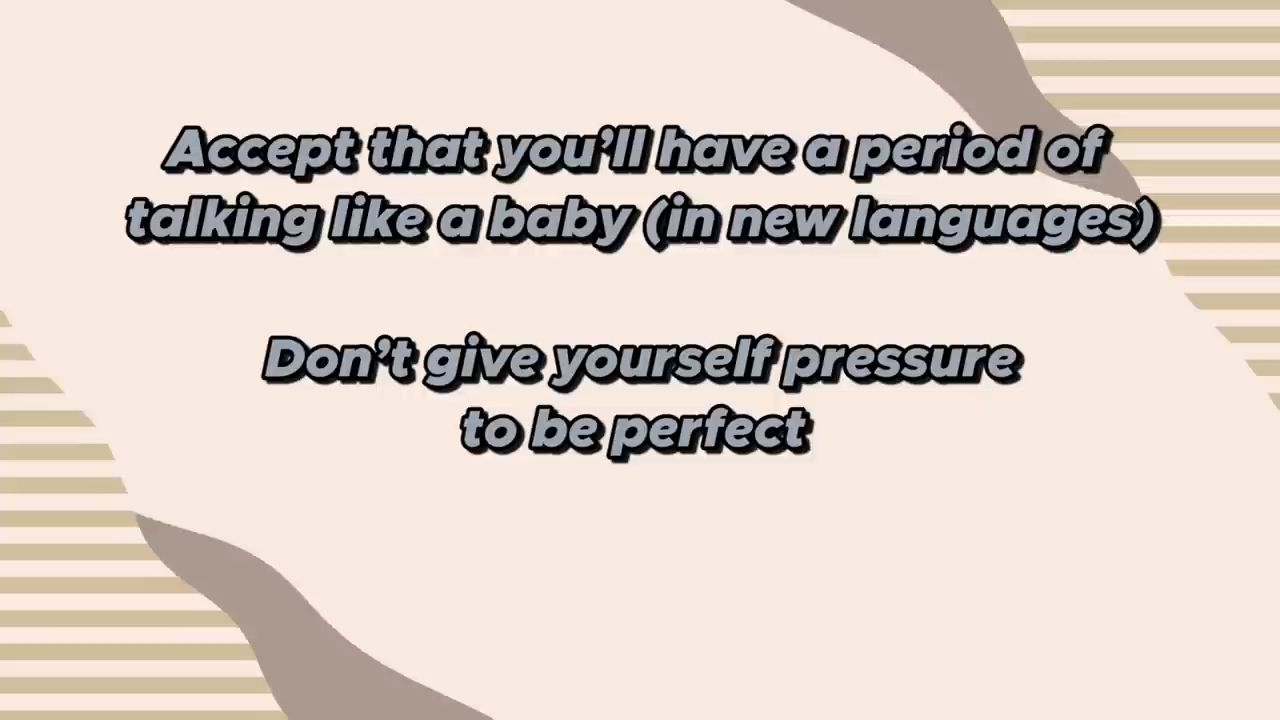 Accept that you’ll have a period of
talking like a baby (in new languages)
Don’t give yourself pressure
to be perfect